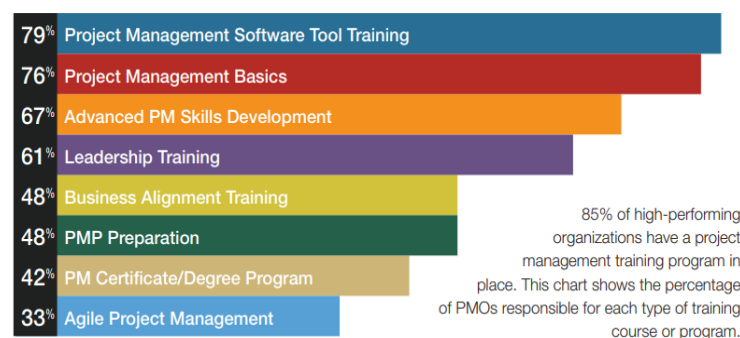 79% Project Management Software Tool Training
76% Project Management Basics
67% Advanced PM Skills Development
61% Leadership Training
48% Business Alignment Training
48% PMP Preparation
42% PM Certificate/Degree Program
33% Agile Project Management
85% of high-performing
organizations have a project
management training program in
place. This chart shows the percentage
of PMOs responsible for each type of training
course or program.